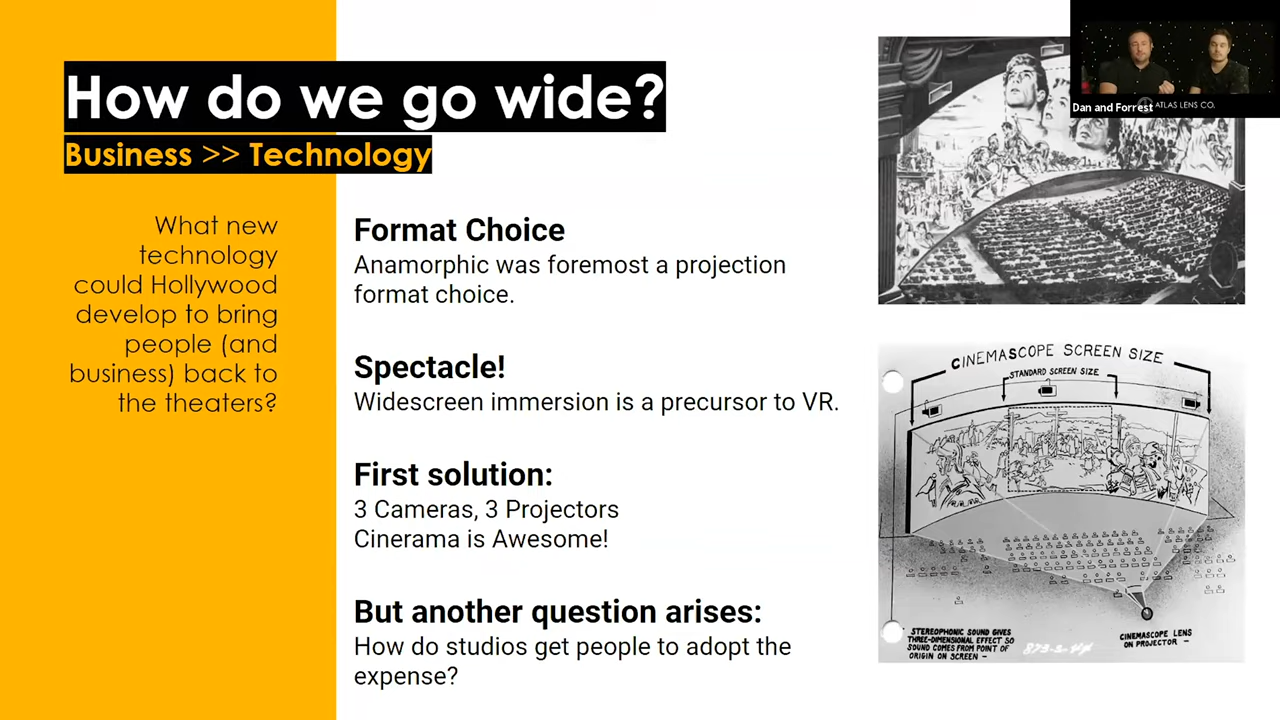 How do we go wide?
Business >> Technology
What new
technology
could Hollywood
develop to bring
people (and
business) back to
the theaters?
Format Choice
Anamorphic was foremost a projection
format choice.
Spectacle!
Widescreen immersion is a precursor to VR.
First solution:
3 Cameras, 3 Projectors
Cinerama is Awesome!
But another question arises:
How do studios get people to adopt the
expense?
Dan and Forrest
ATLAS LENS CO.
CINEMASCOPE SCREEN SIZE
STANDARD SCREEN SIZE
STEREOPHONIC SOUND GIVES
THREE-DIMENSIONAL EFFECT SO
SOUND COMES FROM POINT OF
ORIGIN ON SCREEN –
CINEMASCOPE LENS
ON PROJECTOR –